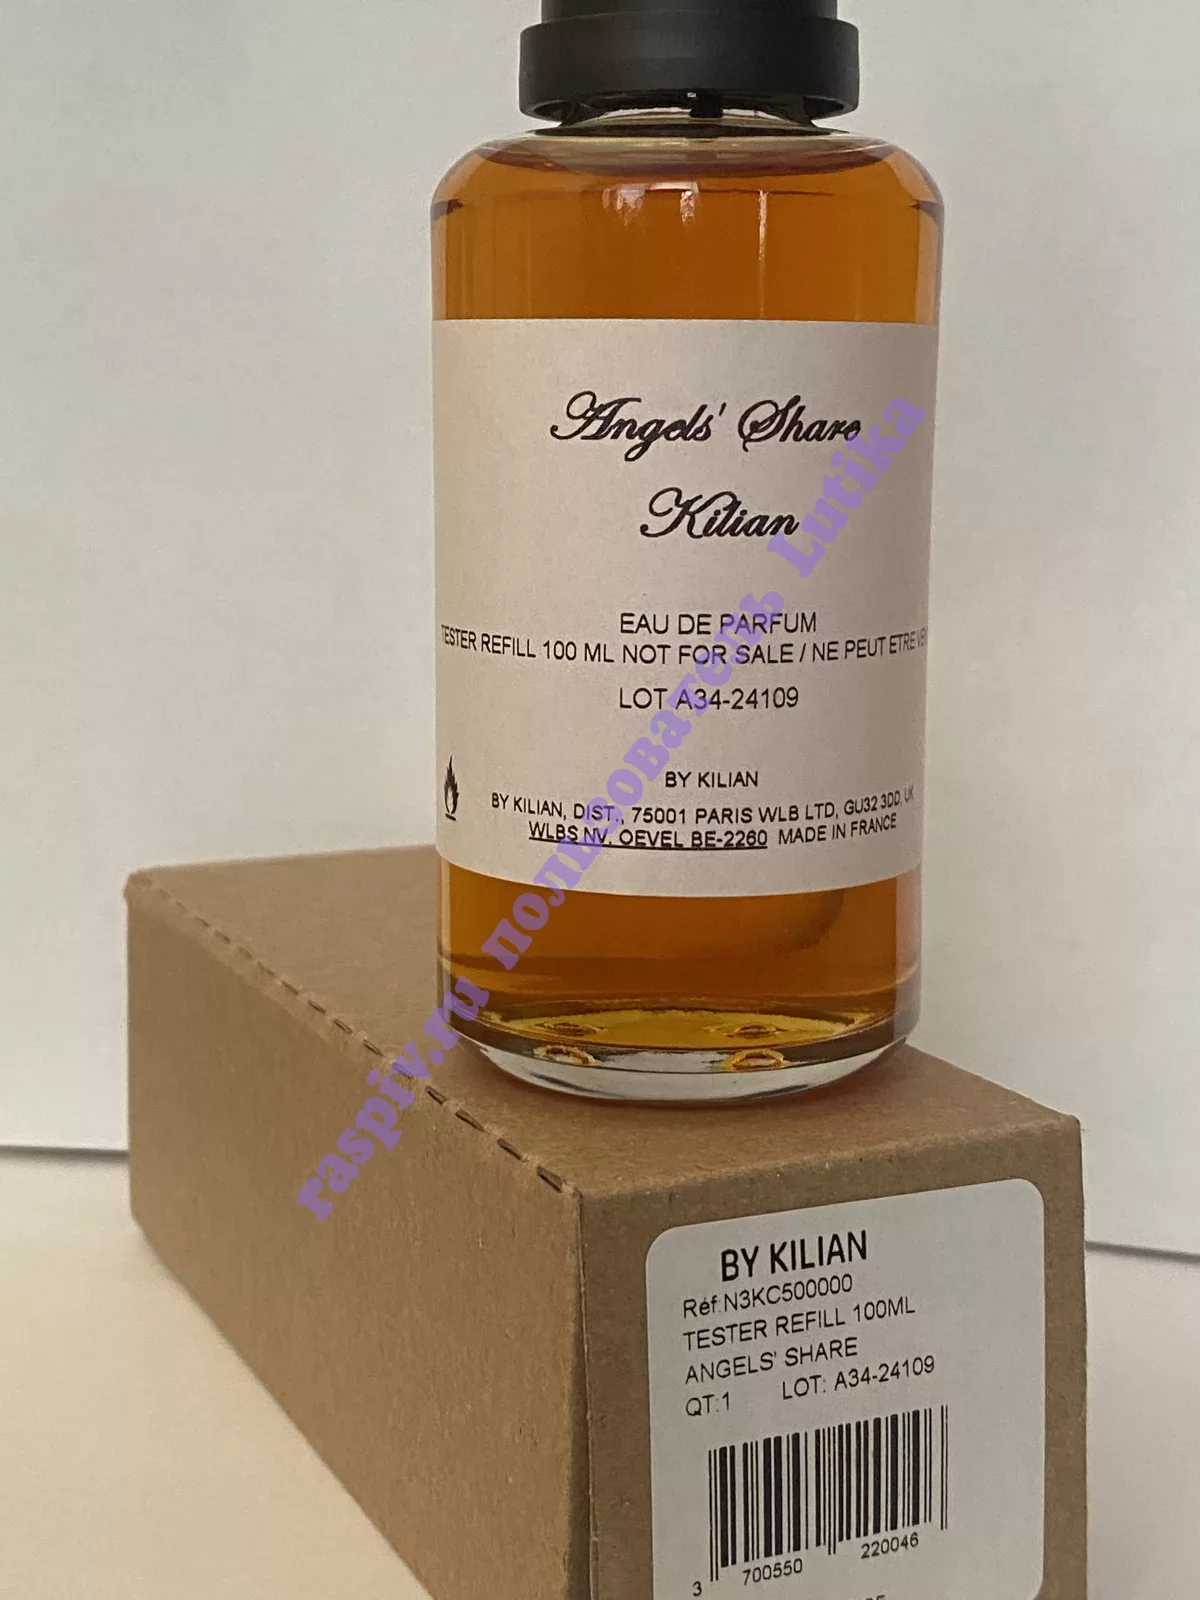 Angels' Share
Kilian
EAU DE PARFUM
TESTER REFILL 100 ML NOT FOR SALE / NE PEUT ETRE
LOT A34-24109
BY KILIAN
BY KILIAN, DIST., 75001 PARIS WLB LTD, GU32 3DD, UK
WLBS NV, OEVEL BE-2260 MADE IN FRANCE
raspiv.ru пользователь Lutika
BY KILIAN
Réf:N3KC500000
TESTER REFILL 100ML
ANGELS' SHARE
QT:1 LOT: A34-24109
3 700550 220046